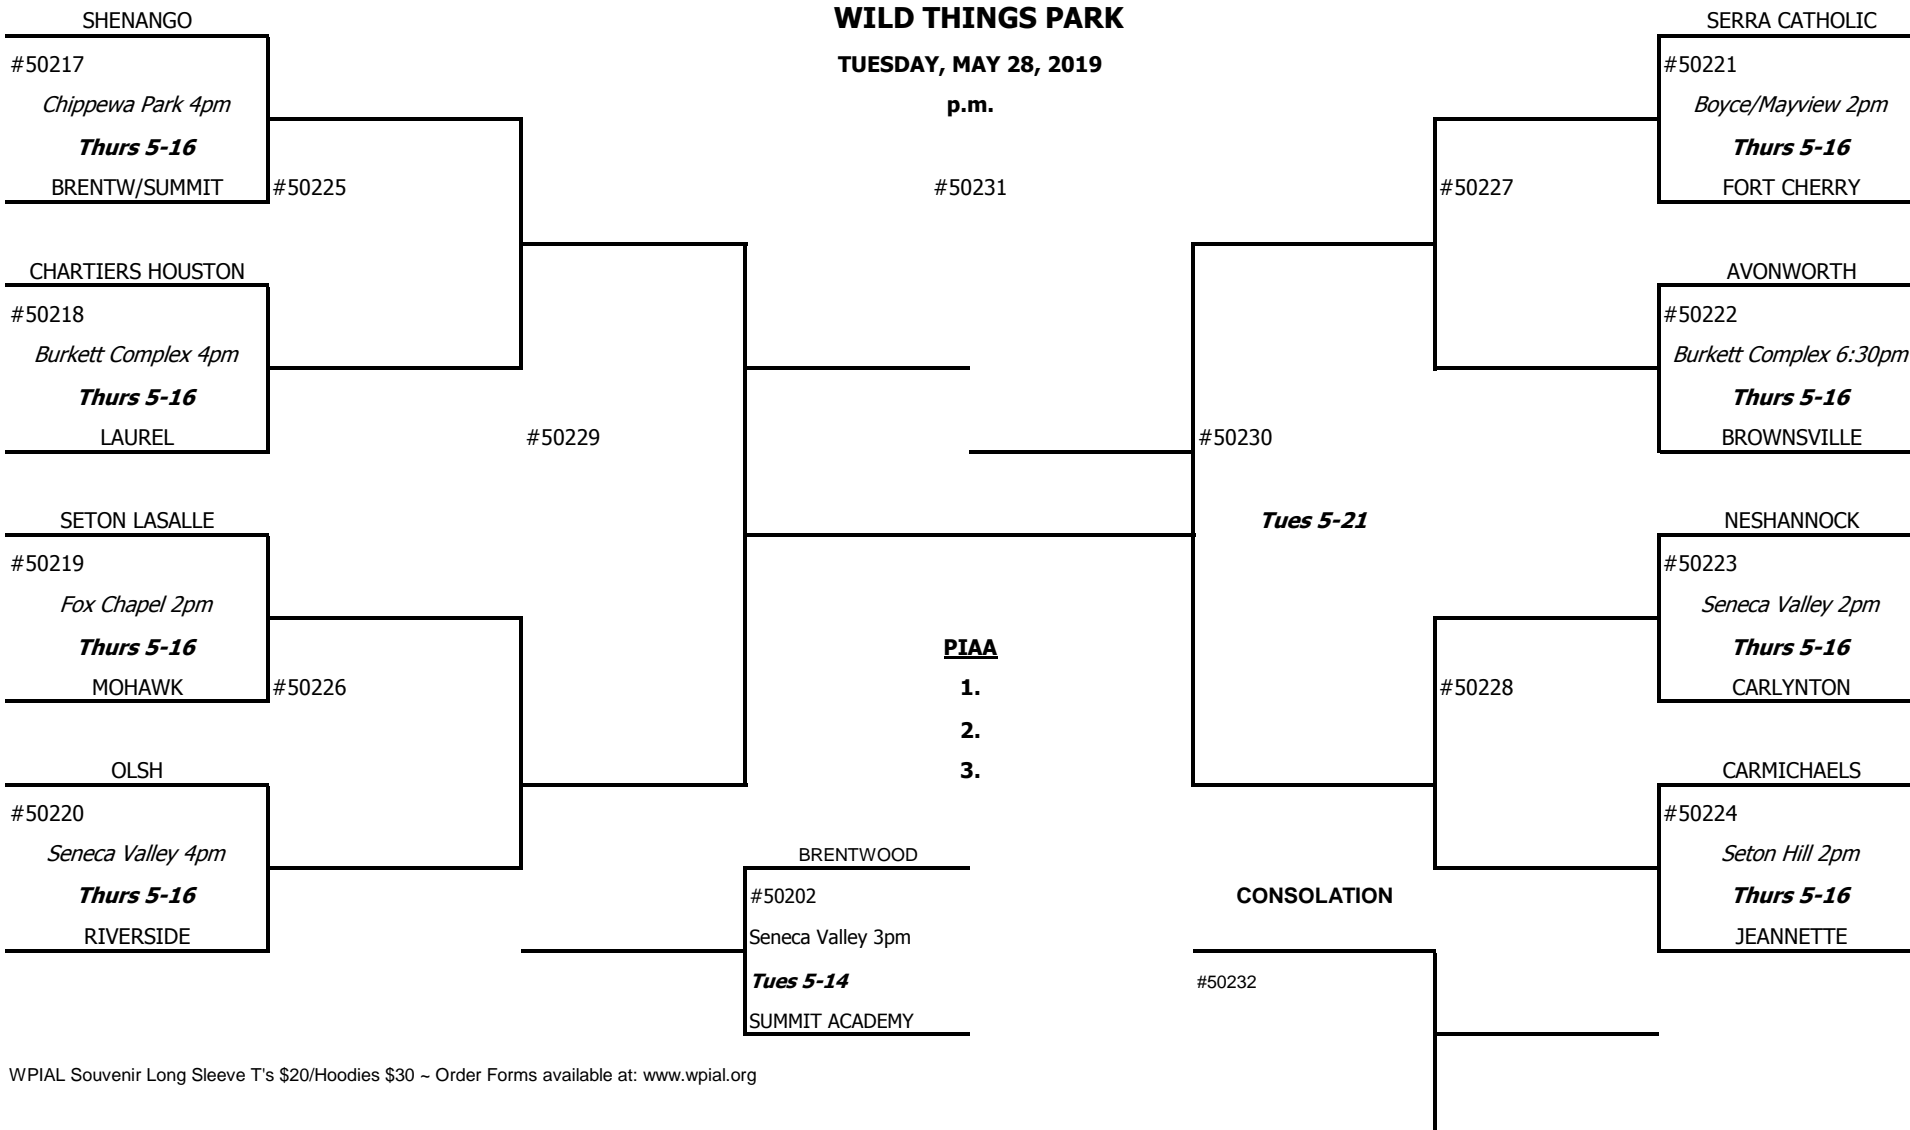 WILD THINGS PARK
TUESDAY, MAY 28, 2019
p.m.
SHENANGO
#50217
Chippewa Park 4pm
Thurs 5-16
BRENTW/SUMMIT
#50225
CHARTIERS HOUSTON
#50218
Burkett Complex 4pm
Thurs 5-16
LAUREL
#50229
SETON LASALLE
#50219
Fox Chapel 2pm
Thurs 5-16
MOHAWK
#50226
OLSH
#50220
Seneca Valley 4pm
Thurs 5-16
RIVERSIDE
#50231
PIAA
1.
2.
3.
BRENTWOOD
#50202
Seneca Valley 3pm
Tues 5-14
SUMMIT ACADEMY
SERRA CATHOLIC
#50221
Boyce/Mayview 2pm
Thurs 5-16
FORT CHERRY
#50227
AVONWORTH
#50222
Burkett Complex 6:30pm
Thurs 5-16
BROWNSVILLE
#50230
Tues 5-21
NESHANNOCK
#50223
Seneca Valley 2pm
Thurs 5-16
CARLYNTON
#50228
CARMICHAELS
#50224
Seton Hill 2pm
Thurs 5-16
JEANNETTE
CONSOLATION
#50232
WPIAL Souvenir Long Sleeve T's $20/Hoodies $30 ~ Order Forms available at: www.wpial.org